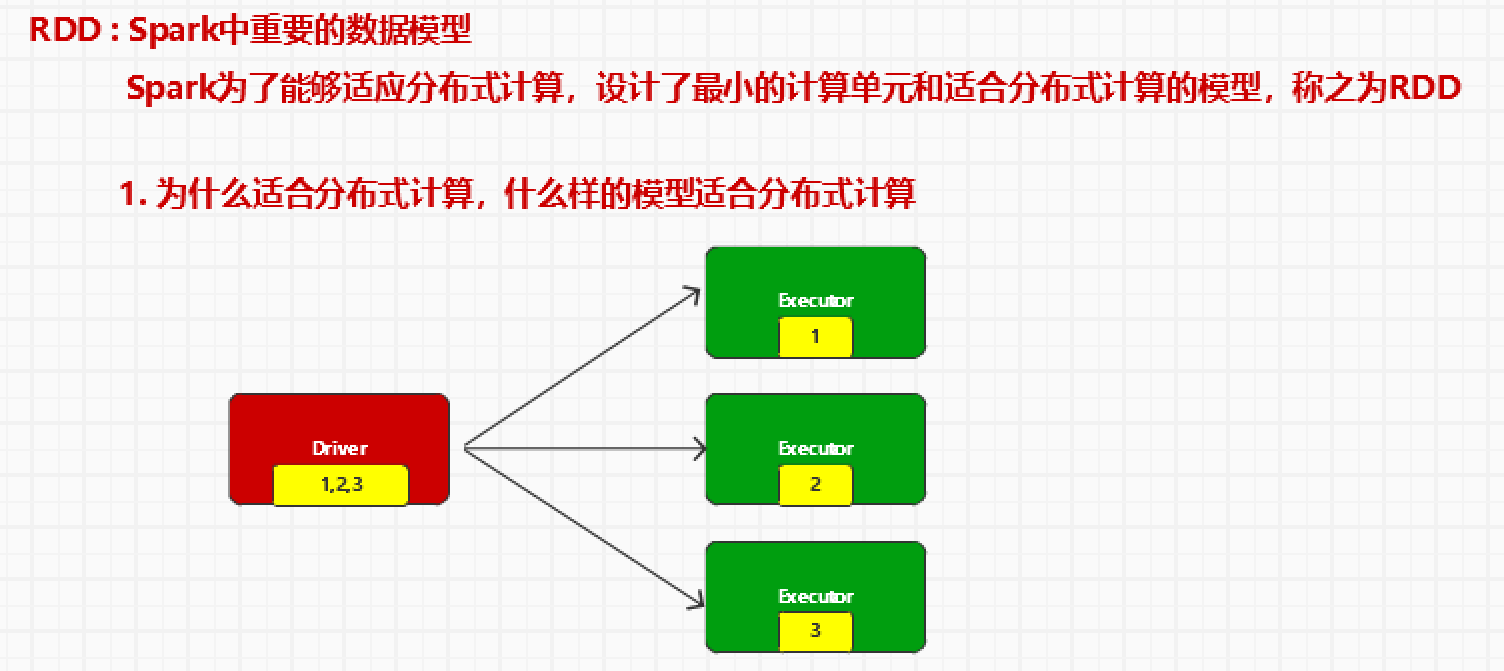 RDD : Spark中重要的数据模型
Spark为了能够适应分布式计算，设计了最小的计算单元和适合分布式计算的模型，称之为RDD
1. 为什么适合分布式计算，什么样的模型适合分布式计算
Executor
1
Driver
1,2,3
Executor
2
Executor
3